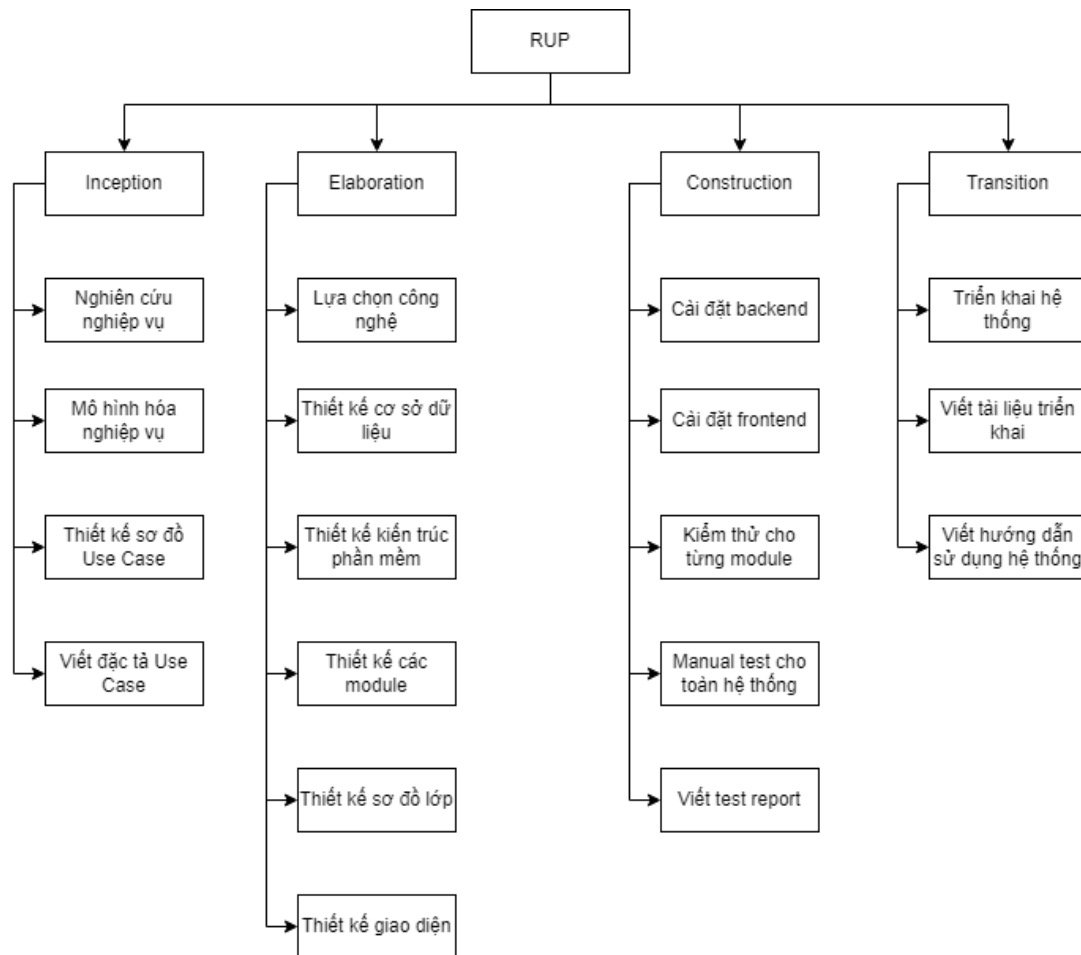 RUP
Inception
Nghiên cứu
nghiệp vụ
Mô hình hóa
nghiệp vụ
Thiết kế sơ đồ
Use Case
Viết đặc tả Use
Case
Elaboration
Lựa chọn công
nghệ
Thiết kế cơ sở dữ
liệu
Thiết kế kiến trúc
phần mềm
Thiết kế các
module
Thiết kế sơ đồ lớp
Thiết kế giao diện
Construction
Cài đặt backend
Cài đặt frontend
Kiểm thử cho
từng module
Manual test cho
toàn hệ thống
Viết test report
Transition
Triển khai hệ
thống
Viết tài liệu triển
khai
Viết hướng dẫn
sử dụng hệ thống